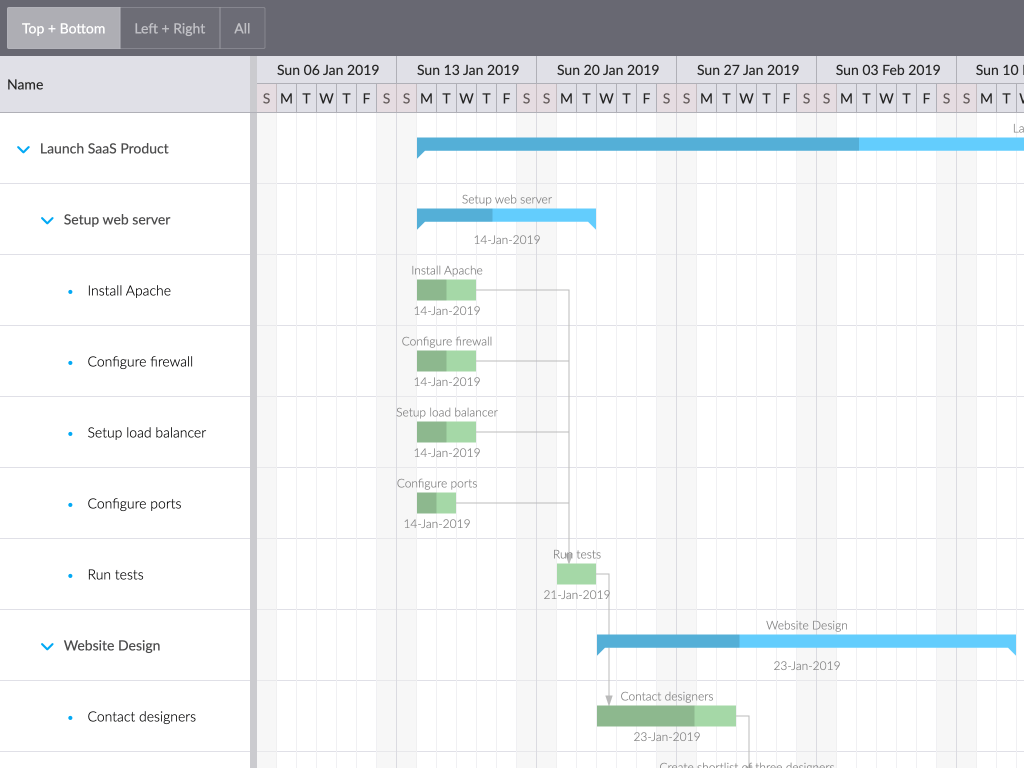 Top + Bottom Left + Right All
Name
Sun 06 Jan 2019 Sun 13 Jan 2019 Sun 20 Jan 2019 Sun 27 Jan 2019 Sun 03 Feb 2019 Sun 10
S M T W T F S S M T W T F S S M T W T F S S M T W T F S S M T W T F S S M T
Launch SaaS Product
La
Setup web server
Setup web server
14-Jan-2019
Install Apache
Install Apache
14-Jan-2019
Configure firewall
Configure firewall
14-Jan-2019
Setup load balancer
Setup load balancer
14-Jan-2019
Configure ports
Configure ports
14-Jan-2019
Run tests
Run tests
21-Jan-2019
Website Design
Website Design
23-Jan-2019
Contact designers
Contact designers
23-Jan-2019
Create shortlist of three designers